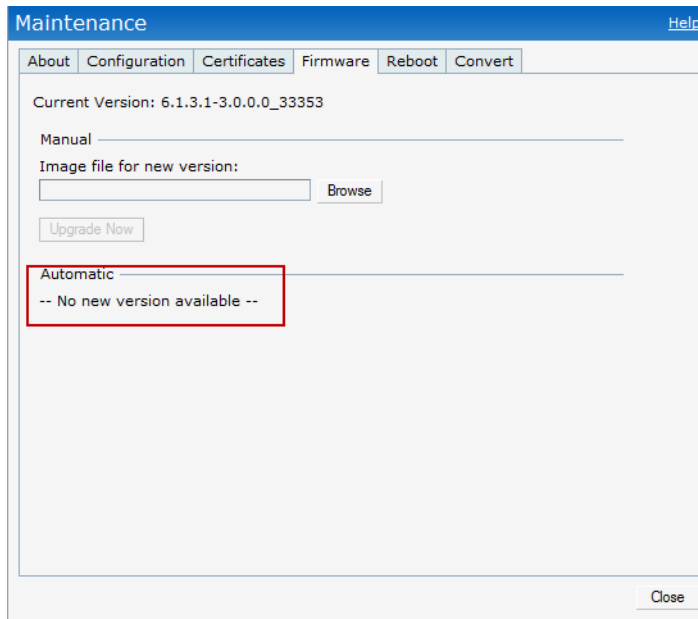 Maintenance Help
About Configuration Certificates Firmware Reboot Convert
Current Version: 6.1.3.1-3.0.0.0_33353
Manual
Image file for new version:
Browse
Upgrade Now
Automatic
-- No new version available --
Close